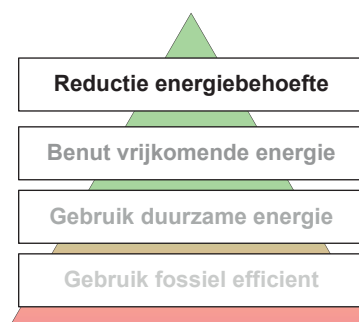 Reductie energiebehoefte
Benut vrijkomende energie
Gebruik duurzame energie
Gebruik fossiel efficient